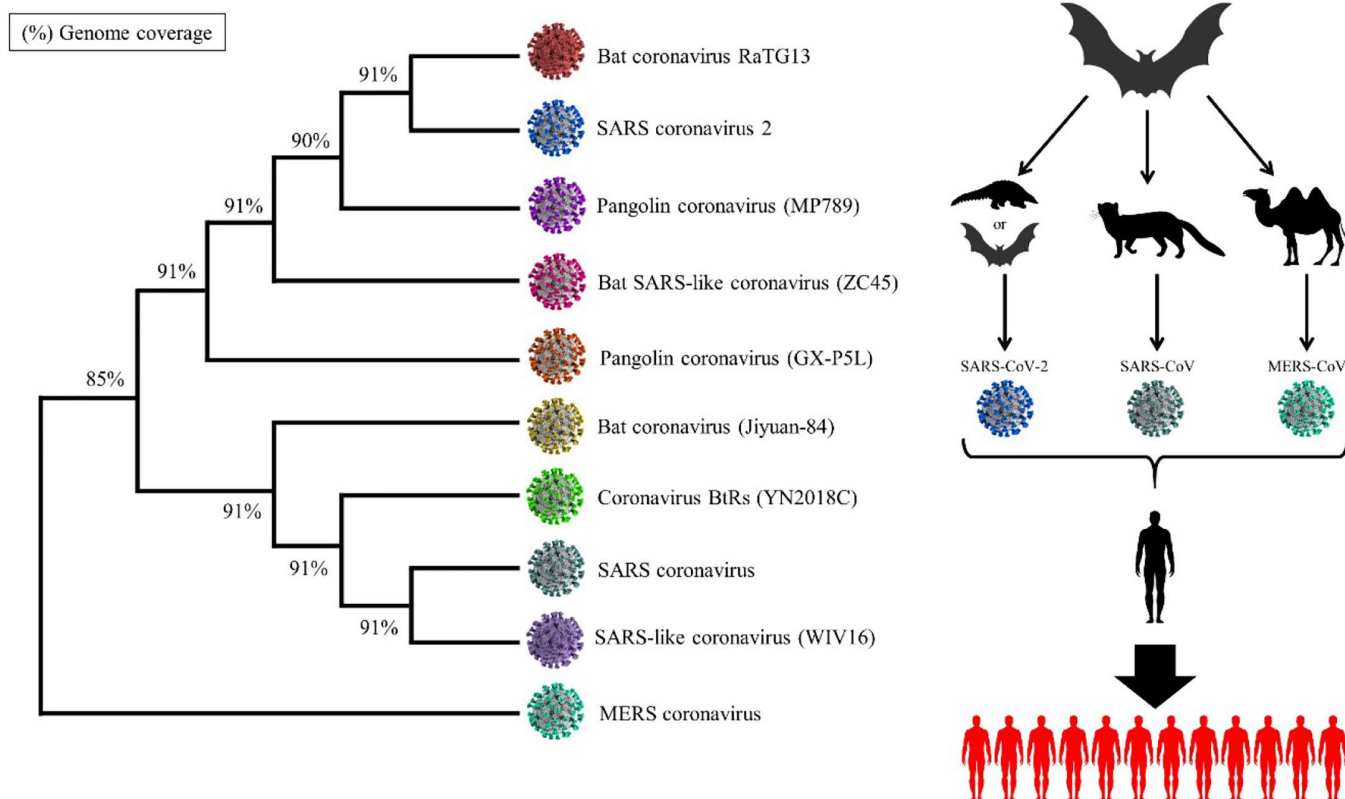 (%) Genome coverage
91%
Bat coronavirus RaTG13
SARS coronavirus 2
90%
Pangolin coronavirus (MP789)
91%
Bat SARS-like coronavirus (ZC45)
91%
Pangolin coronavirus (GX-P5L)
85%
Bat coronavirus (Jiyuan-84)
91%
Coronavirus BtRs (YN2018C)
91%
SARS coronavirus
91%
SARS-like coronavirus (WIV16)
MERS coronavirus
or
SARS-CoV-2
SARS-CoV
MERS-CoV